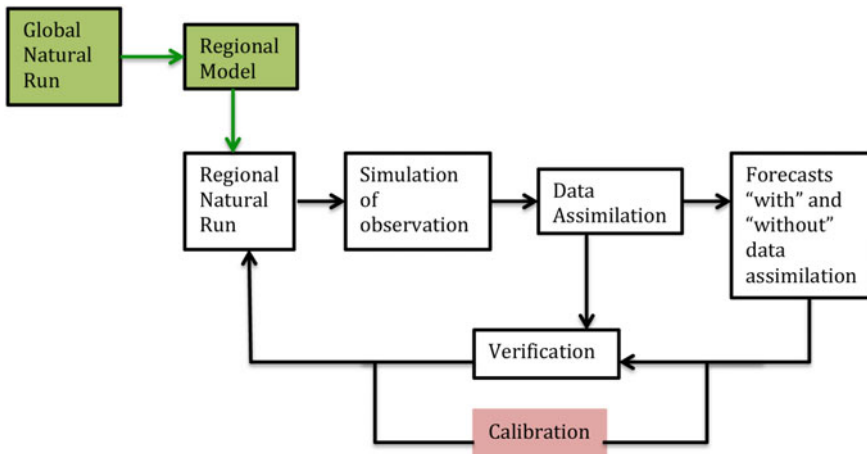 Global
Natural
Run
Regional
Model
Regional
Natural
Run
Simulation
of
observation
Data
Assimilation
Forecasts
“with” and
“without”
data
assimilation
Verification
Calibration